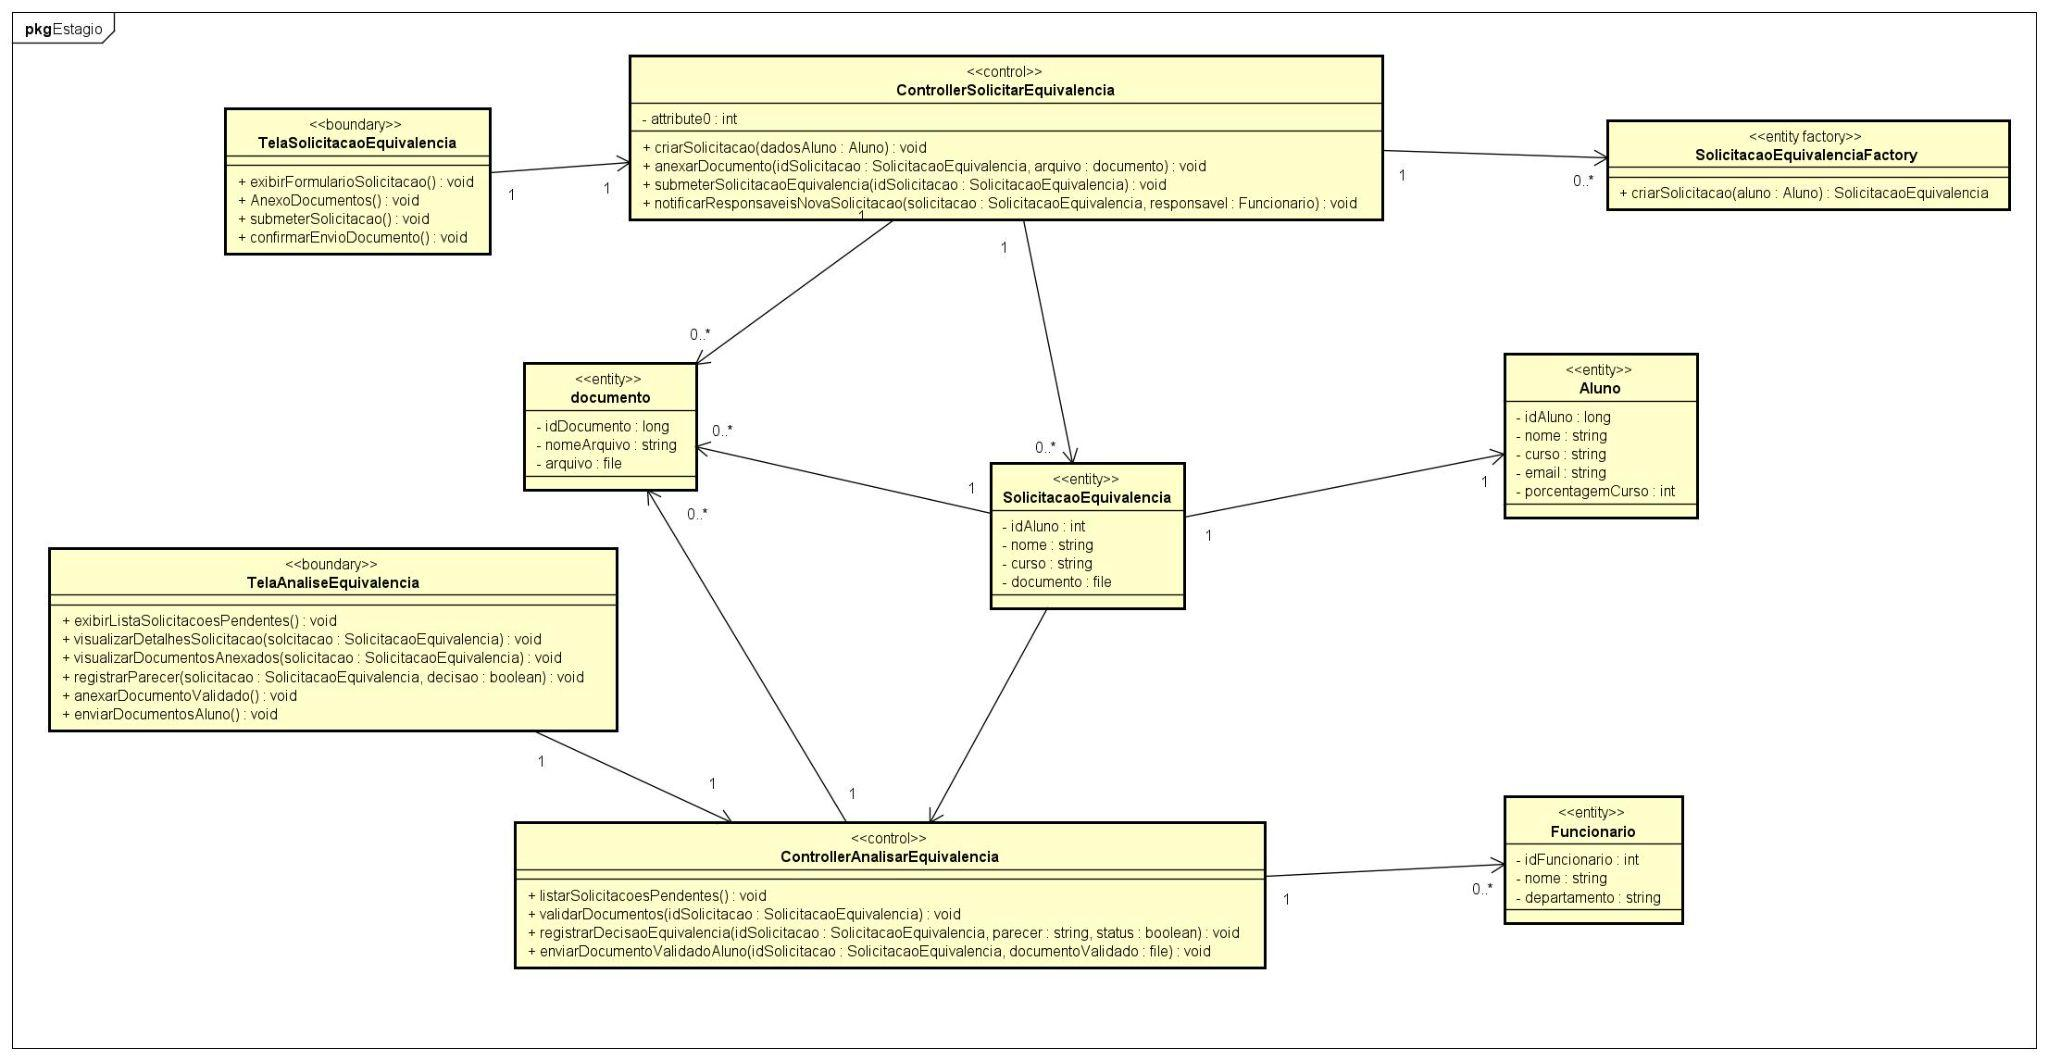 pkgEstagio
<<control>>
ControllerSolicitarEquivalencia
- attribute0 : int
+ criarSolicitacao(dadosAluno : Aluno) : void
+ anexarDocumento(idSolicitacao : SolicitacaoEquivalencia, arquivo : documento) : void
+ submeterSolicitacaoEquivalencia(idSolicitacao : SolicitacaoEquivalencia) : void
+ notificarResponsaveisNovaSolicitacao(solicitacao : SolicitacaoEquivalencia, responsavel : Funcionario) : void
<<boundary>>
TelaSolicitacaoEquivalencia
+ exibirFormularioSolicitacao() : void
+ AnexoDocumentos() : void
+ submeterSolicitacao() : void
+ confirmarEnvioDocumento() : void
1
1
<<entity factory>>
SolicitacaoEquivalenciaFactory
+ criarSolicitacao(aluno : Aluno) : SolicitacaoEquivalencia
1
0..*
1
1
0..*
<<entity>>
documento
- idDocumento : long
- nomeArquivo : string
- arquivo : file
0..*
1
0..*
0..*
<<entity>>
SolicitacaoEquivalencia
- idAluno : int
- nome : string
- curso : string
- documento : file
<<entity>>
Aluno
- idAluno : long
- nome : string
- curso : string
- email : string
- porcentagemCurso : int
1
1
<<boundary>>
TelaAnaliseEquivalencia
+ exibirListaSolicitacoesPendentes() : void
+ visualizarDetalhesSolicitacao(solcitacao : SolicitacaoEquivalencia) : void
+ visualizarDocumentosAnexados(solicitacao : SolicitacaoEquivalencia) : void
+ registrarParecer(solicitacao : SolicitacaoEquivalencia, decisao : boolean) : void
+ anexarDocumentoValidado() : void
+ enviarDocumentosAluno() : void
1
1
1
<<control>>
ControllerAnalisarEquivalencia
+ listarSolicitacoesPendentes() : void
+ validarDocumentos(idSolicitacao : SolicitacaoEquivalencia) : void
+ registrarDecisaoEquivalencia(idSolicitacao : SolicitacaoEquivalencia, parecer : string, status : boolean) : void
+ enviarDocumentoValidadoAluno(idSolicitacao : SolicitacaoEquivalencia, documentoValidado : file) : void
1
0..*
<<entity>>
Funcionario
- idFuncionario : int
- nome : string
- departamento : string